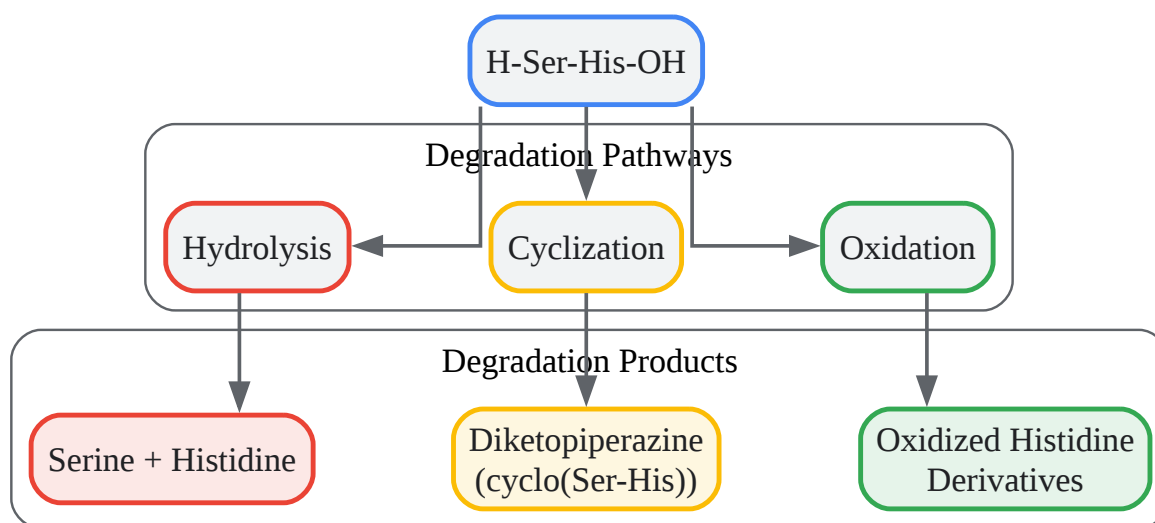 H-Ser-His-OH
Degradation Pathways
Hydrolysis
Cyclization
Oxidation
Degradation Products
Serine + Histidine
Diketopiperazine
(cyclo(Ser-His))
Oxidized Histidine
Derivatives